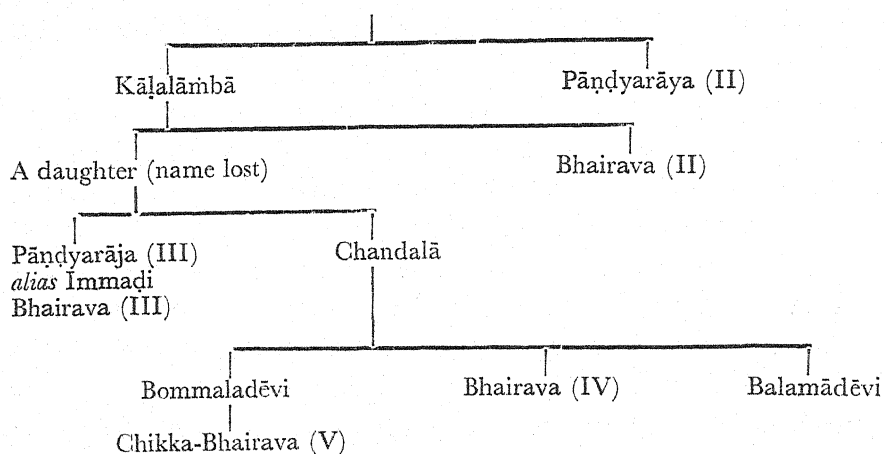 Kāḷalāṁbā Pāṇḍyarāya (II)
A daughter (name lost) Bhairava (II)
Pāṇḍyarāja (III) Chandalā
alias Immaḍi
Bhairava (III)
Bommaladēvi Bhairava (IV) Balamādēvi
Chikka-Bhairava (V)